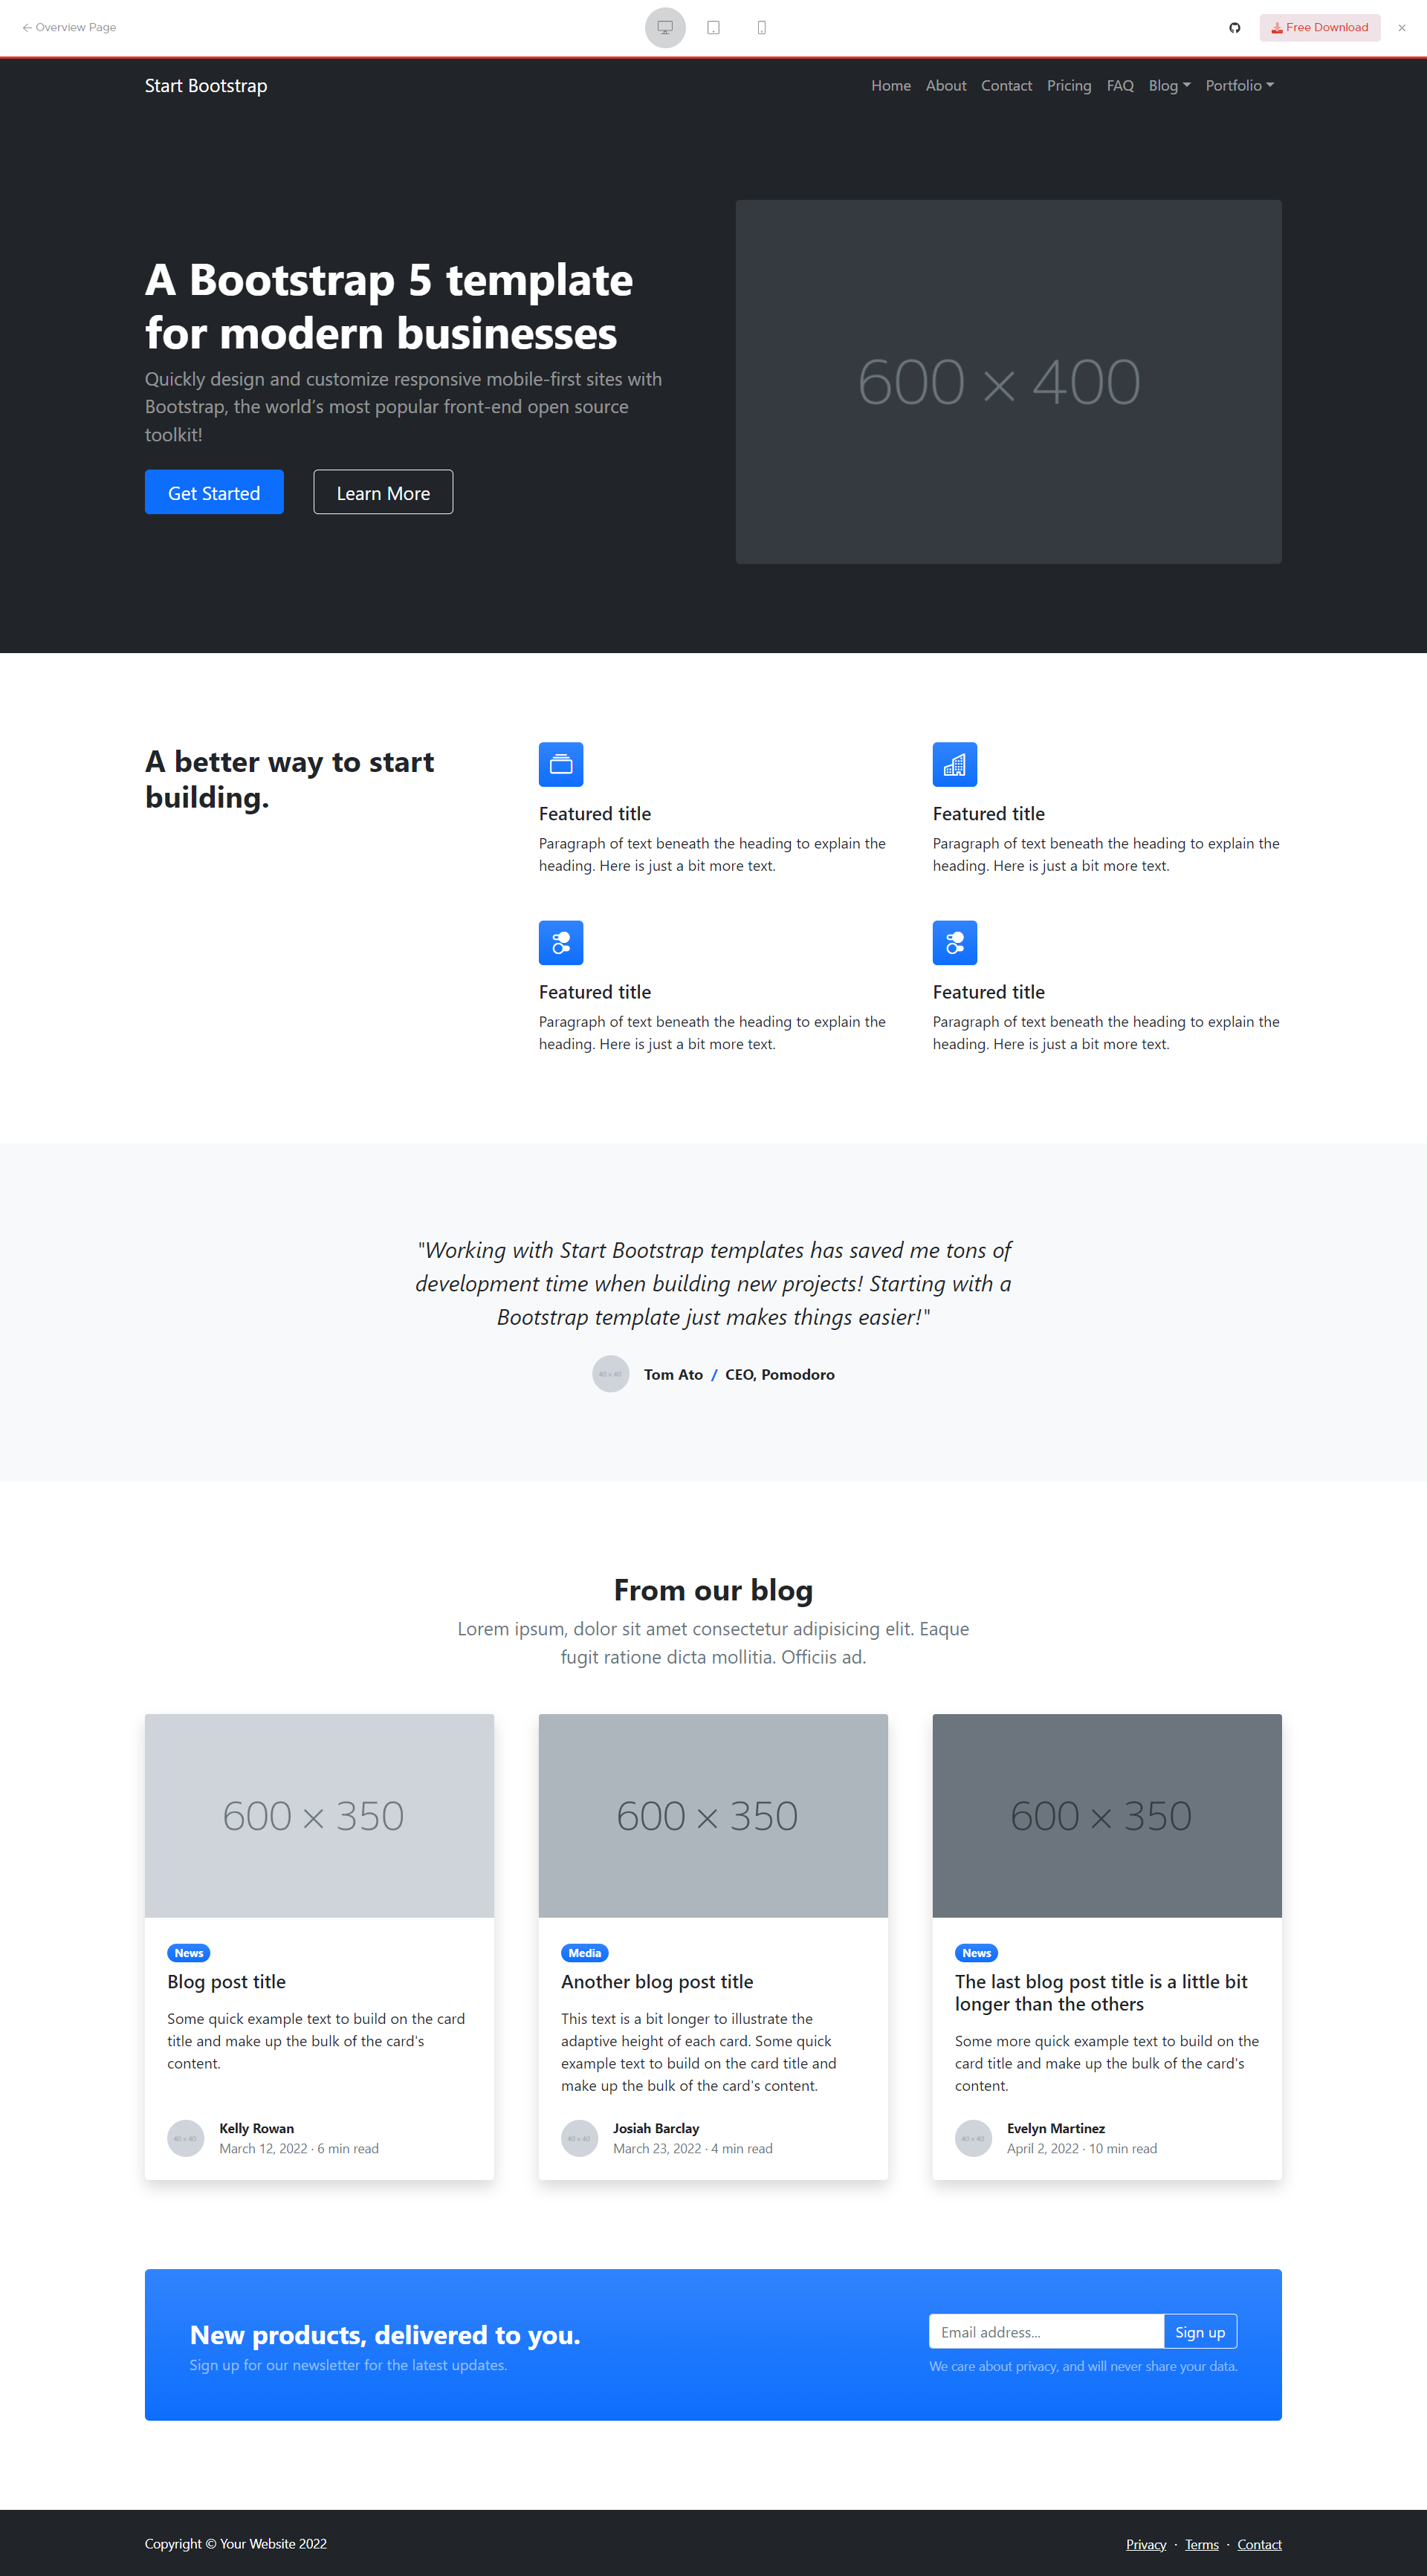 Overview Page
Free Download
Start Bootstrap
Home About Contact Pricing FAQ Blog Portfolio
A Bootstrap 5 template
for modern businesses
Quickly design and customize responsive mobile-first sites with
Bootstrap, the world's most popular front-end open source
toolkit!
Get Started
Learn More
600 × 400
A better way to start
building.
Featured title
Paragraph of text beneath the heading to explain the
heading. Here is just a bit more text.
Featured title
Paragraph of text beneath the heading to explain the
heading. Here is just a bit more text.
Featured title
Paragraph of text beneath the heading to explain the
heading. Here is just a bit more text.
Featured title
Paragraph of text beneath the heading to explain the
heading. Here is just a bit more text.
"Working with Start Bootstrap templates has saved me tons of
development time when building new projects! Starting with a
Bootstrap template just makes things easier!"
40 x 40
Tom Ato / CEO, Pomodoro
From our blog
Lorem ipsum, dolor sit amet consectetur adipisicing elit. Eaque
fugit ratione dicta mollitia. Officiis ad.
600 × 350
News
Blog post title
Some quick example text to build on the card
title and make up the bulk of the card's
content.
40 x 40
Kelly Rowan
March 12, 2022 · 6 min read
600 × 350
Media
Another blog post title
This text is a bit longer to illustrate the
adaptive height of each card. Some quick
example text to build on the card title and
make up the bulk of the card's content.
40 x 40
Josiah Barclay
March 23, 2022 · 4 min read
600 × 350
News
The last blog post title is a little bit
longer than the others
Some more quick example text to build on the
card title and make up the bulk of the card's
content.
40 x 40
Evelyn Martinez
April 2, 2022 · 10 min read
New products, delivered to you.
Sign up for our newsletter for the latest updates.
Email address...
Sign up
We care about privacy, and will never share your data.
Copyright © Your Website 2022
Privacy · Terms · Contact